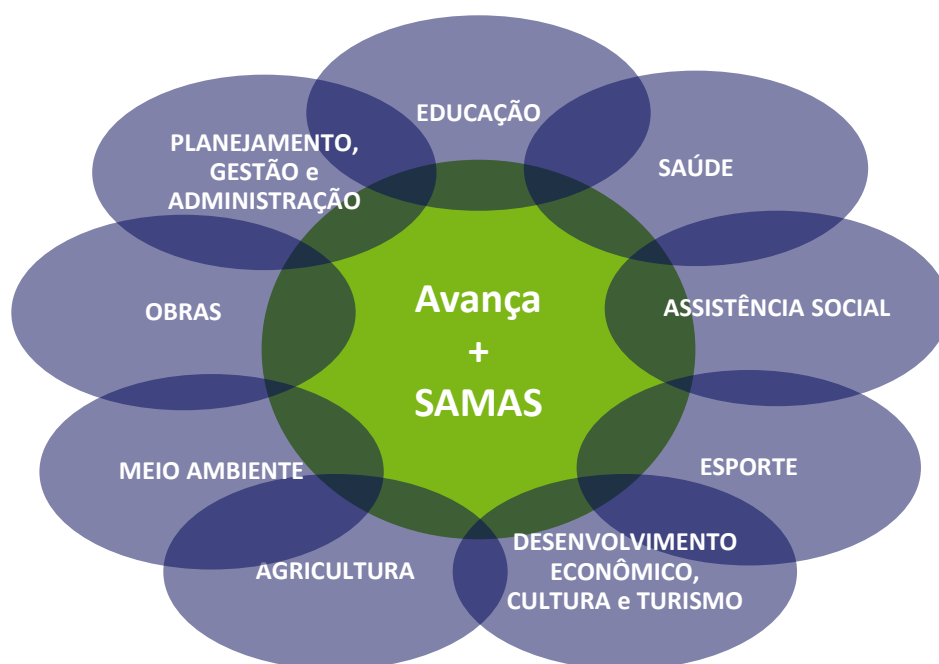 EDUCAÇÃO
SAÚDE
ASSISTÊNCIA SOCIAL
ESPORTE
DESENVOLVIMENTO
ECONÔMICO,
CULTURA e TURISMO
AGRICULTURA
MEIO AMBIENTE
OBRAS
PLANEJAMENTO,
GESTÃO e
ADMINISTRAÇÃO
Avança
+
SAMAS